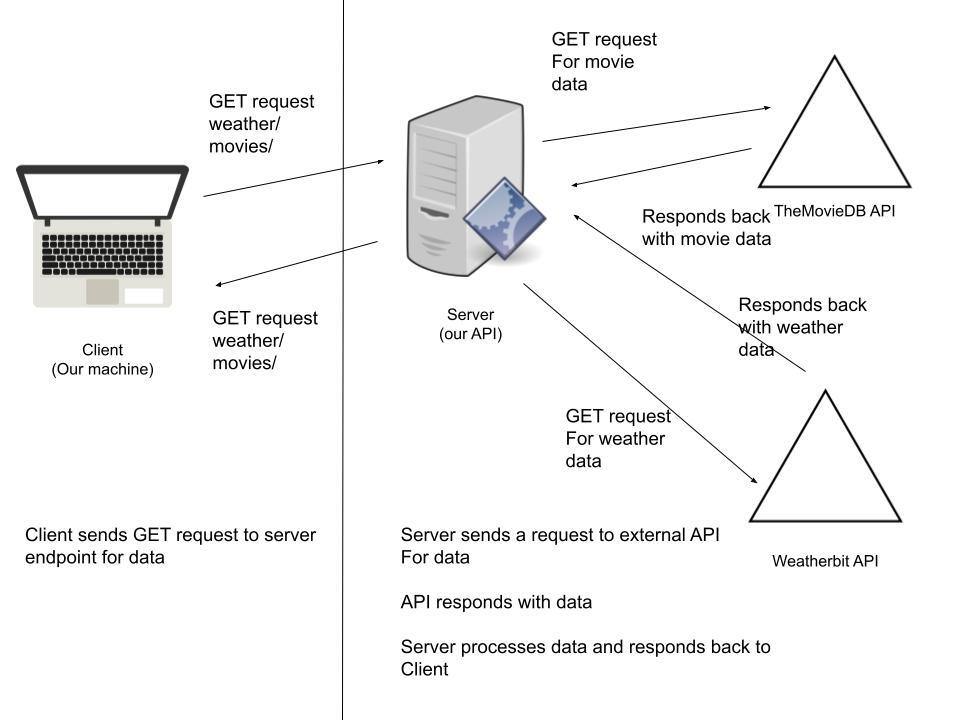 GET request
weather/
movies/
Client
(Our machine)
GET request
weather/
movies/
Client sends GET request to server
endpoint for data
GET request
For movie
data
Server
(our API)
TheMovieDB API
Responds back
with movie data
Responds back
with weather
data
GET request
For weather
data
Weatherbit API
Server sends a request to external API
For data
API responds with data
Server processes data and responds back to
Client